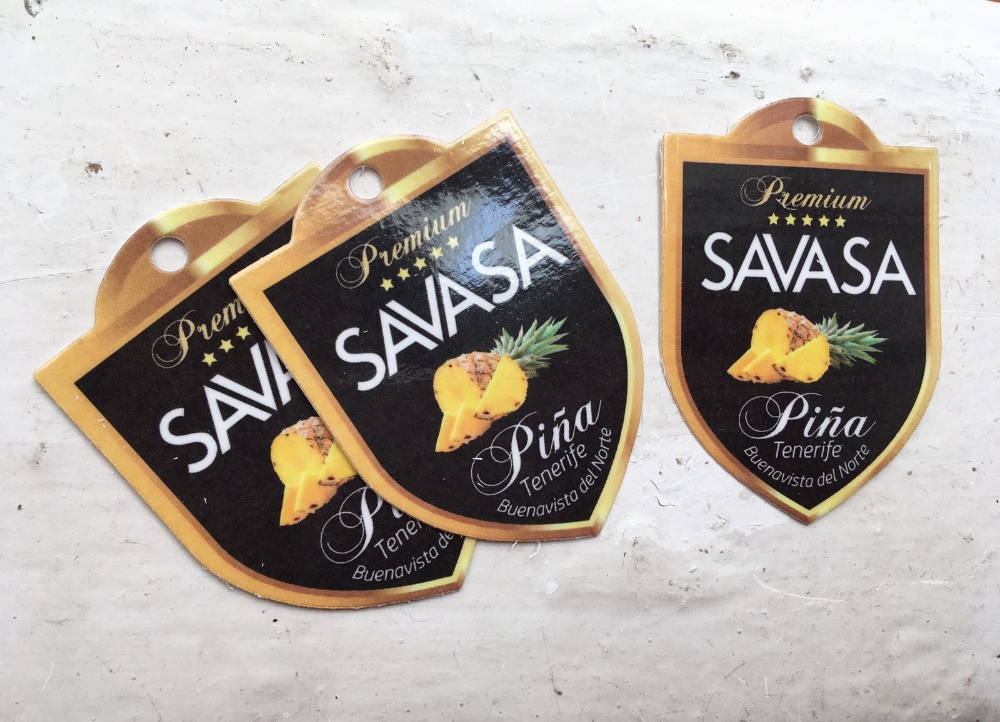 Premium
SAVASA
Piña
Tenerife
Buenavista del Norte
Premium
SAVASA
Piña
Tenerife
Buenavista del Norte
Premium
SAVASA
Piña
Tenerife
Buenavista del Norte